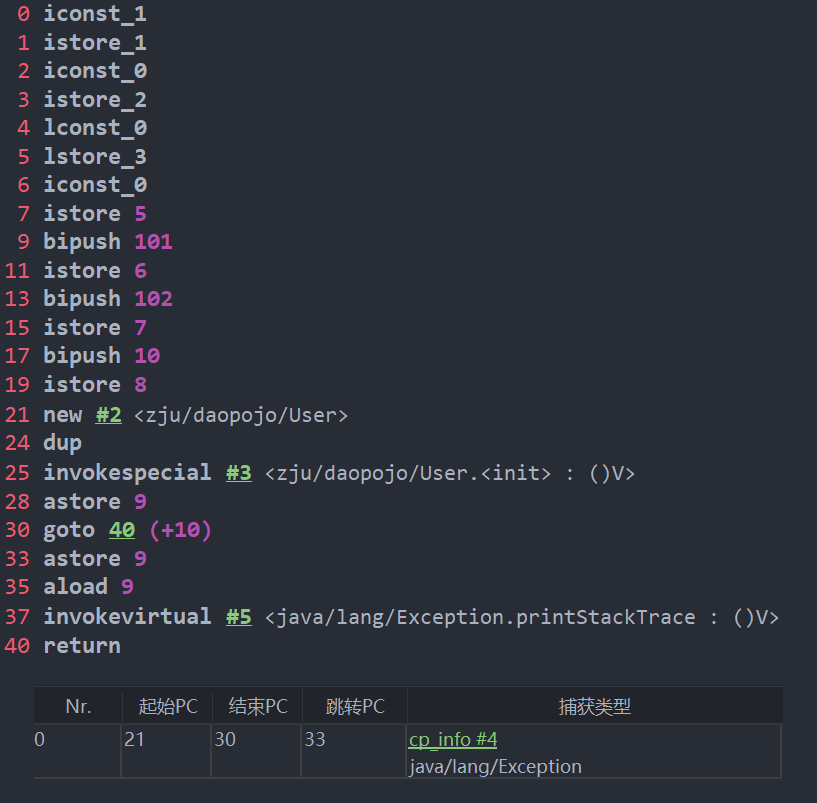 0 iconst_1
1 istore_1
2 iconst_0
3 istore_2
4 lconst_0
5 lstore_3
6 iconst_0
7 istore 5
9 bipush 101
11 istore 6
13 bipush 102
15 istore 7
17 bipush 10
19 istore 8
21 new #2 <zju/daopojo/User>
24 dup
25 invokespecial #3 <zju/daopojo/User.<init> : ()V>
28 astore 9
30 goto 40 (+10)
33 astore 9
35 aload 9
37 invokevirtual #5 <java/lang/Exception.printStackTrace : ()V>
40 return
Nr. 起始PC 结束PC 跳转PC 捕获类型
0 21 30 33 cp_info #4
java/lang/Exception